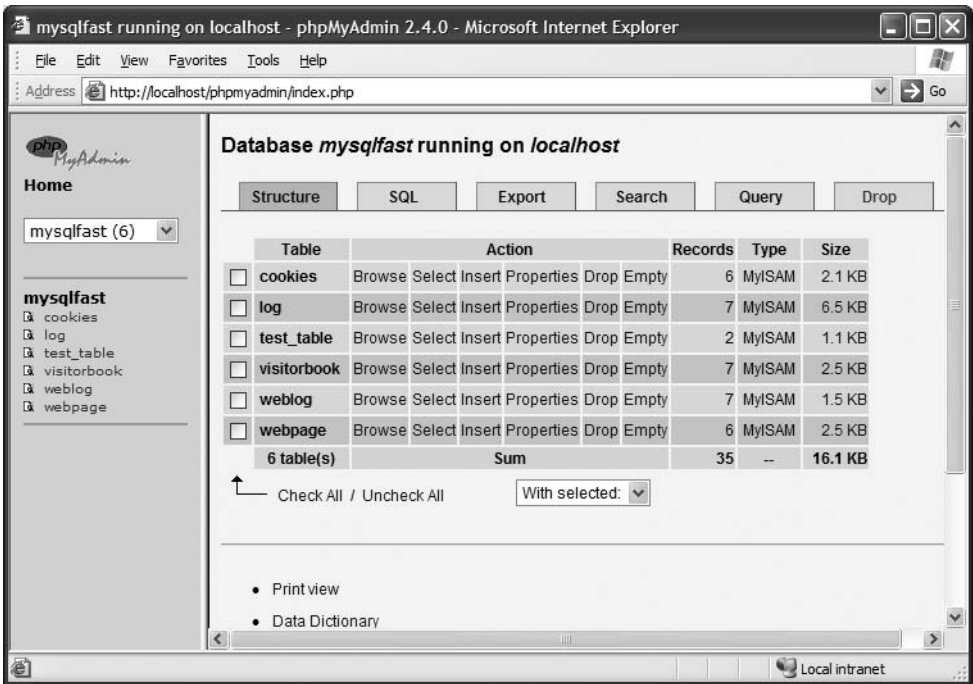 mysqlfast running on localhost - phpMyAdmin 2.4.0 - Microsoft Internet Explorer
File Edit View Favorites Tools Help
Address http://localhost/phpmyadmin/index.php Go
php
MyAdmin
Home
mysqlfast (6)
mysqlfast
cookies
log
test_table
visitorbook
weblog
webpage
Database mysqlfast running on localhost
Structure SQL Export Search Query Drop
Table Action Records Type Size
cookies Browse Select Insert Properties Drop Empty 6 MyISAM 2.1 KB
log Browse Select Insert Properties Drop Empty 7 MyISAM 6.5 KB
test_table Browse Select Insert Properties Drop Empty 2 MyISAM 1.1 KB
visitorbook Browse Select Insert Properties Drop Empty 7 MyISAM 2.5 KB
weblog Browse Select Insert Properties Drop Empty 7 MyISAM 1.5 KB
webpage Browse Select Insert Properties Drop Empty 6 MyISAM 2.5 KB
6 table(s) Sum 35 -- 16.1 KB
Check All / Uncheck All With selected:
Print view
Data Dictionary
Local intranet